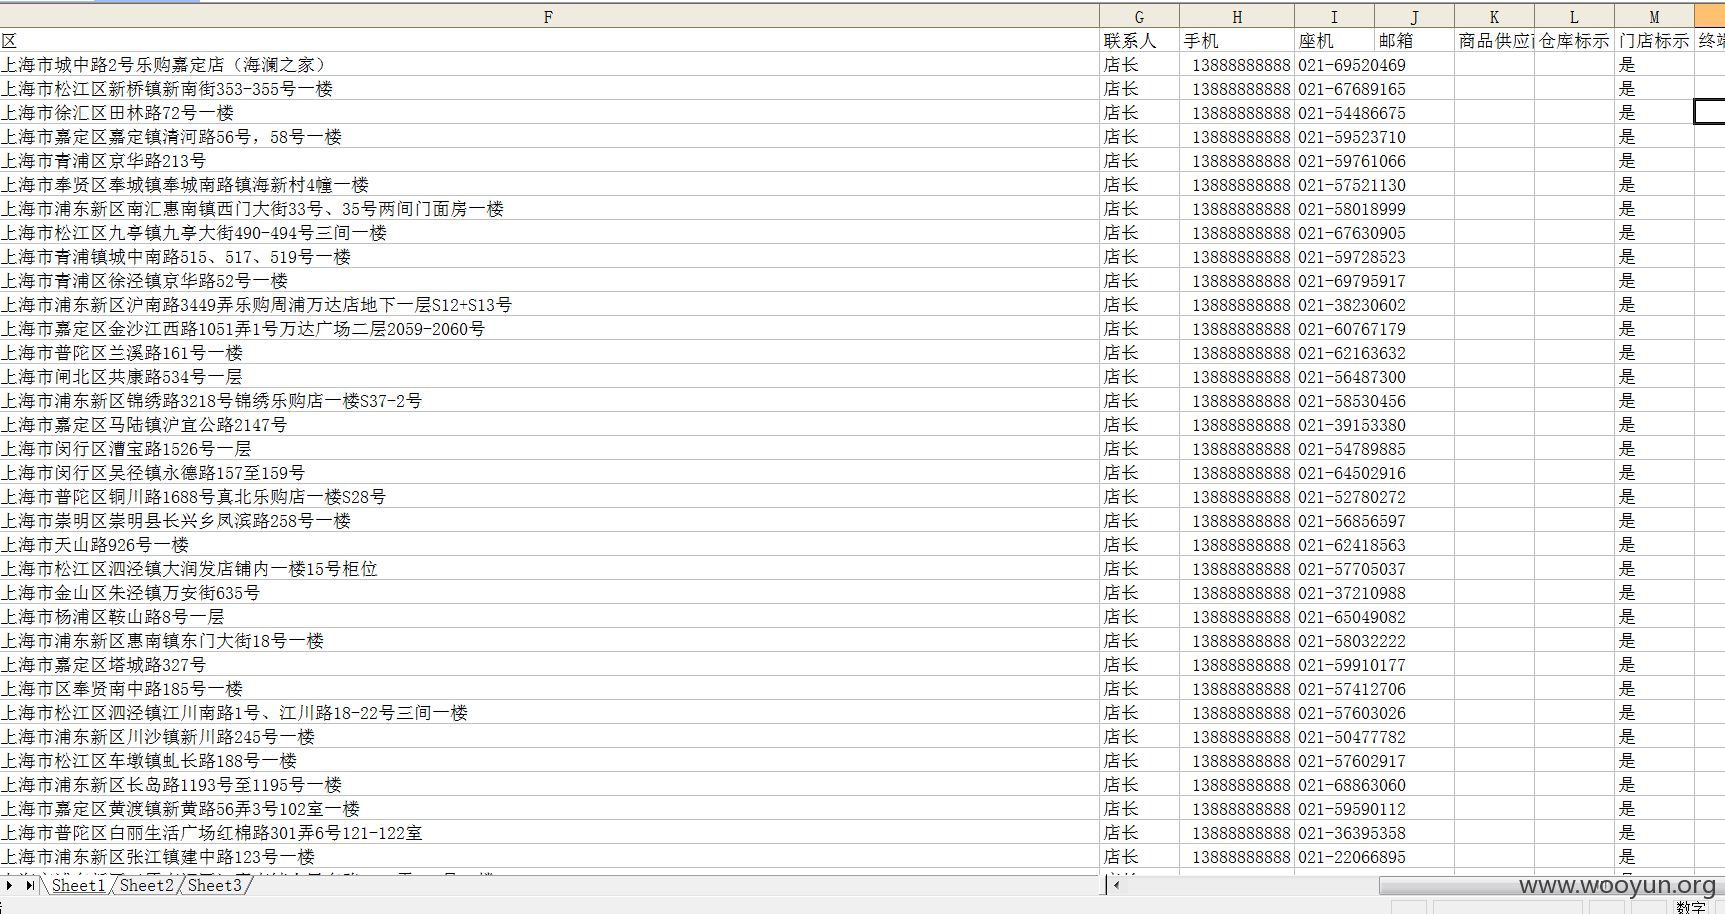 F G H I J K L M
区 联系人 手机 座机 邮箱 商品供应 仓库标示 门店标示 终端
上海市城中路2号乐购嘉定店（海澜之家） 店长 13888888888 021-69520469 是
上海市松江区新桥镇新南街353-355号一楼 店长 13888888888 021-67689165 是
上海市徐汇区田林路72号一楼 店长 13888888888 021-54486675 是
上海市嘉定区嘉定镇清河路56号，58号一楼 店长 13888888888 021-59523710 是
上海市青浦区京华路213号 店长 13888888888 021-59761066 是
上海市奉贤区奉城镇奉城南路镇海新村4幢一楼 店长 13888888888 021-57521130 是
上海市浦东新区南汇惠南镇西门大街33号、35号两间门面房一楼 店长 13888888888 021-58018999 是
上海市松江区九亭镇九亭大街490-494号三间一楼 店长 13888888888 021-67630905 是
上海市青浦镇城中南路515、517、519号一楼 店长 13888888888 021-59728523 是
上海市青浦区徐泾镇京华路52号一楼 店长 13888888888 021-69795917 是
上海市浦东新区沪南路3449弄乐购周浦万达店地下一层S12+S13号 店长 13888888888 021-38230602 是
上海市嘉定区金沙江西路1051弄1号万达广场二层2059-2060号 店长 13888888888 021-60767179 是
上海市普陀区兰溪路161号一楼 店长 13888888888 021-62163632 是
上海市闸北区共康路534号一层 店长 13888888888 021-56487300 是
上海市浦东新区锦绣路3218号锦绣乐购店一楼S37-2号 店长 13888888888 021-58530456 是
上海市嘉定区马陆镇沪宜公路2147号 店长 13888888888 021-39153380 是
上海市闵行区漕宝路1526号一层 店长 13888888888 021-54789885 是
上海市闵行区吴径镇永德路157至159号 店长 13888888888 021-64502916 是
上海市普陀区铜川路1688号真北乐购店一楼S28号 店长 13888888888 021-52780272 是
上海市崇明区崇明县长兴乡凤滨路258号一楼 店长 13888888888 021-56856597 是
上海市天山路926号一楼 店长 13888888888 021-62418563 是
上海市松江区泗泾镇大润发店铺内一楼15号柜位 店长 13888888888 021-57705037 是
上海市金山区朱泾镇万安街635号 店长 13888888888 021-37210988 是
上海市杨浦区鞍山路8号一层 店长 13888888888 021-65049082 是
上海市浦东新区惠南镇东门大街18号一楼 店长 13888888888 021-58032222 是
上海市嘉定区塔城路327号 店长 13888888888 021-59910177 是
上海市区奉贤南中路185号一楼 店长 13888888888 021-57412706 是
上海市松江区泗泾镇江川南路1号、江川路18-22号三间一楼 店长 13888888888 021-57603026 是
上海市浦东新区川沙镇新川路245号一楼 店长 13888888888 021-50477782 是
上海市松江区车墩镇虬长路188号一楼 店长 13888888888 021-57602917 是
上海市浦东新区长岛路1193号至1195号一楼 店长 13888888888 021-68863060 是
上海市嘉定区黄渡镇新黄路56弄3号102室一楼 店长 13888888888 021-59590112 是
上海市普陀区白丽生活广场红棉路301弄6号121-122室 店长 13888888888 021-36395358 是
上海市浦东新区张江镇建中路123号一楼 店长 13888888888 021-22066895 是
Sheet1 Sheet2 Sheet3
www.wooyun.org
数字